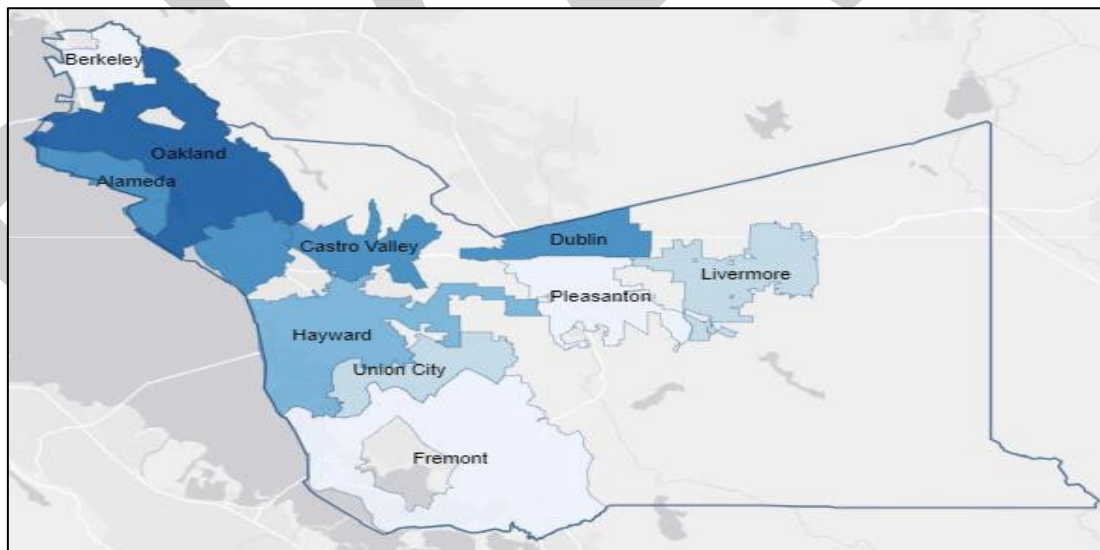 Berkeley
Oakland
Alameda
Castro Valley
Dublin
Livermore
Pleasanton
Hayward
Union City
Fremont